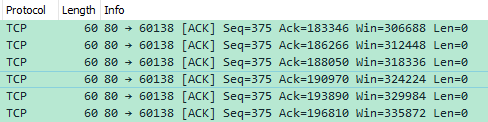 Protocol Length Info
TCP 60 80 → 60138 [ACK] Seq=375 Ack=183346 Win=306688 Len=0
TCP 60 80 → 60138 [ACK] Seq=375 Ack=186266 Win=312448 Len=0
TCP 60 80 → 60138 [ACK] Seq=375 Ack=188050 Win=318336 Len=0
TCP 60 80 → 60138 [ACK] Seq=375 Ack=190970 Win=324224 Len=0
TCP 60 80 → 60138 [ACK] Seq=375 Ack=193890 Win=329984 Len=0
TCP 60 80 → 60138 [ACK] Seq=375 Ack=196810 Win=335872 Len=0